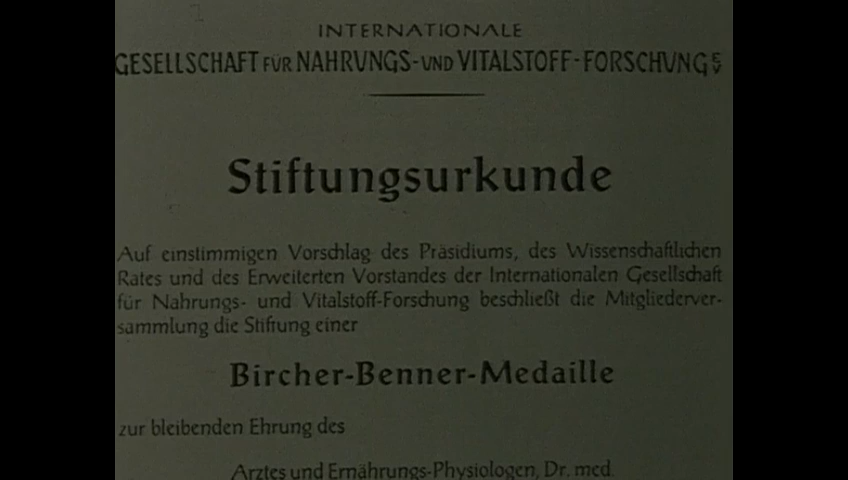 INTERNATIONALE
GESELLSCHAFT FÜR NAHRUNGS- UND VITALSTOFF-FORSCHUNG EV
Stiftungsurkunde
Auf einstimmigen Vorschlag des Präsidiums, des Wissenschaftlichen
Rates und des Erweiterten Vorstandes der Internationalen Gesellschaft
für Nahrungs- und Vitalstoff-Forschung beschließt die Mitgliederver-
sammlung die Stiftung einer
Bircher-Benner-Medaille
zur bleibenden Ehrung des
Arztes und Ernährungs-Physiologen, Dr. med.